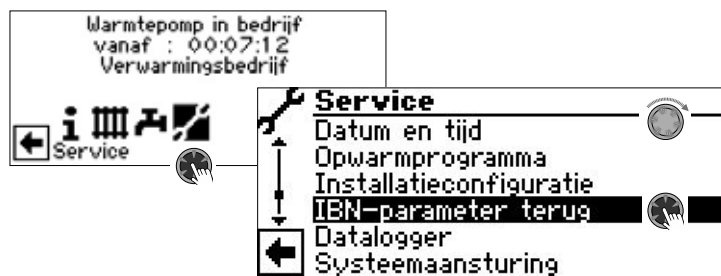 Warmtepomp in bedrijf
vanaf : 00:07:12
Verwarmingsbedrijf
Service
Service
Datum en tijd
Opwarmprogramma
Installatieconfiguratie
IBN-parameter terug
Datalogger
Systeemaansturing